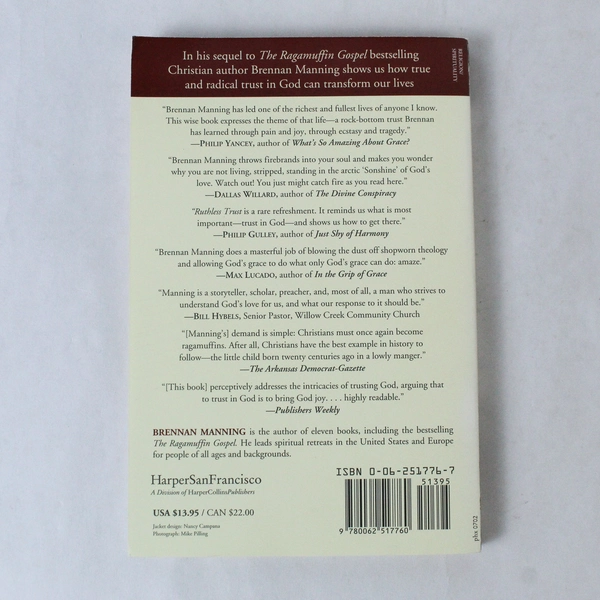 In his sequel to The Ragamuffin Gospel bestselling
Christian author Brennan Manning shows us how true
and radical trust in God can transform our lives
RELIGION/
SPIRITUALITY
“Brennan Manning has led one of the richest and fullest lives of anyone I know.
This wise book expresses the theme of that life—a rock-bottom trust Brennan
has learned through pain and joy, through ecstasy and tragedy.”
—PHILIP YANCEY, author of What's So Amazing About Grace?
“Brennan Manning throws firebrands into your soul and makes you wonder
why you are not living, stripped, standing in the arctic ‘Sonshine’ of God's
love. Watch out! You just might catch fire as you read here.”
—DALLAS WILLARD, author of The Divine Conspiracy
“Ruthless Trust is a rare refreshment. It reminds us what is most
important—trust in God—and shows us how to get there.”
—PHILIP GULLEY, author of Just Shy of Harmony
“Brennan Manning does a masterful job of blowing the dust off shopworn theology
and allowing God's grace to do what only God's grace can do: amaze.”
—MAX LUCADO, author of In the Grip of Grace
“Manning is a storyteller, scholar, preacher, and, most of all, a man who strives to
understand God's love for us, and what our response to it should be.”
—BILL HYBELS, Senior Pastor, Willow Creek Community Church
“[Manning's] demand is simple: Christians must once again become
ragamuffins. After all, Christians have the best example in history to
follow—the little child born twenty centuries ago in a lowly manger.”
—The Arkansas Democrat-Gazette
“[This book] perceptively addresses the intricacies of trusting God, arguing that
to trust in God is to bring God joy. . . . highly readable.”
—Publishers Weekly
BRENNAN MANNING is the author of eleven books, including the bestselling
The Ragamuffin Gospel. He leads spiritual retreats in the United States and Europe
for people of all ages and backgrounds.
HarperSanFrancisco
A Division of HarperCollinsPublishers
USA $13.95 / CAN $22.00
Jacket design: Nancy Campana
Photograph: Mike Pilling
ISBN 0-06-251776-7
51395
9 780062 517760
phx 0702